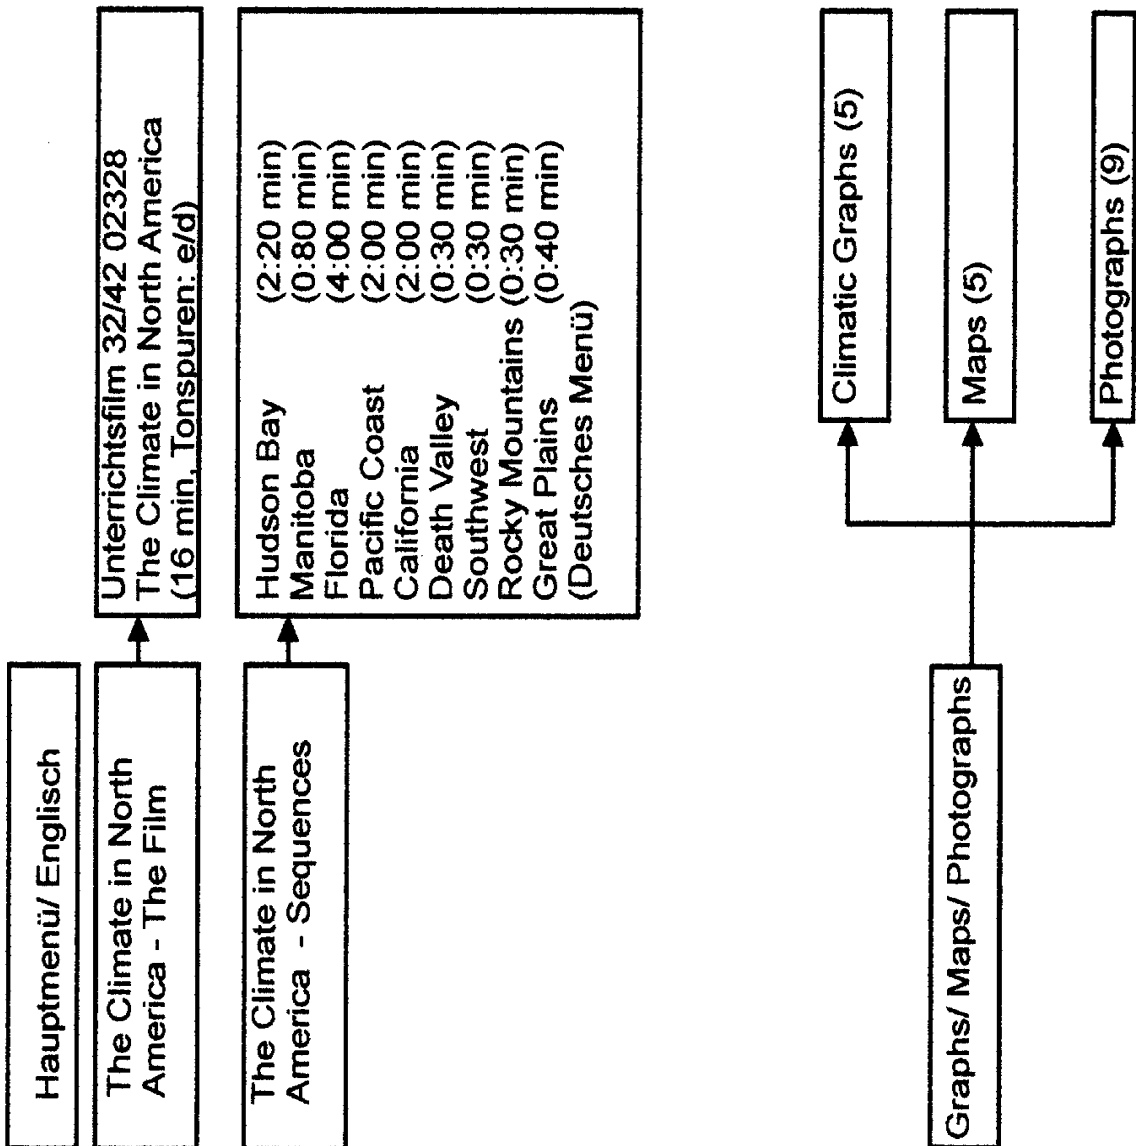 Hauptmenü/ Englisch
The Climate in North
America - The Film
Unterrichtsfilm 32/42 02328
The Climate in North America
(16 min, Tonspuren: e/d)
The Climate in North
America - Sequences
Hudson Bay (2:20 min)
Manitoba (0:80 min)
Florida (4:00 min)
Pacific Coast (2:00 min)
California (2:00 min)
Death Valley (0:30 min)
Southwest (0:30 min)
Rocky Mountains (0:30 min)
Great Plains (0:40 min)
(Deutsches Menü)
Graphs/ Maps/ Photographs
Climatic Graphs (5)
Maps (5)
Photographs (9)